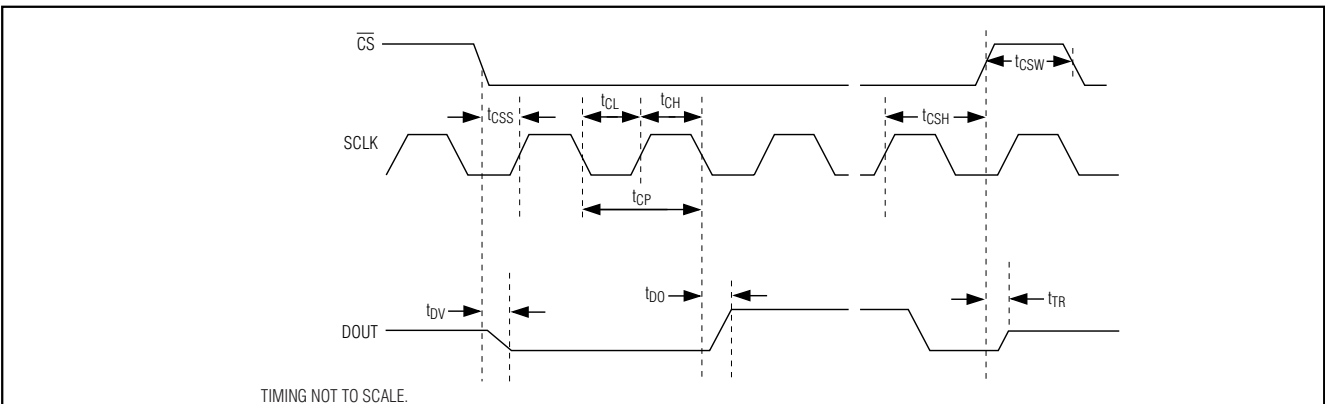 CS
tCSW
tCSS
tCL
tCH
tCSH
SCLK
tCP
tDO
tTR
tDV
DOUT
TIMING NOT TO SCALE.